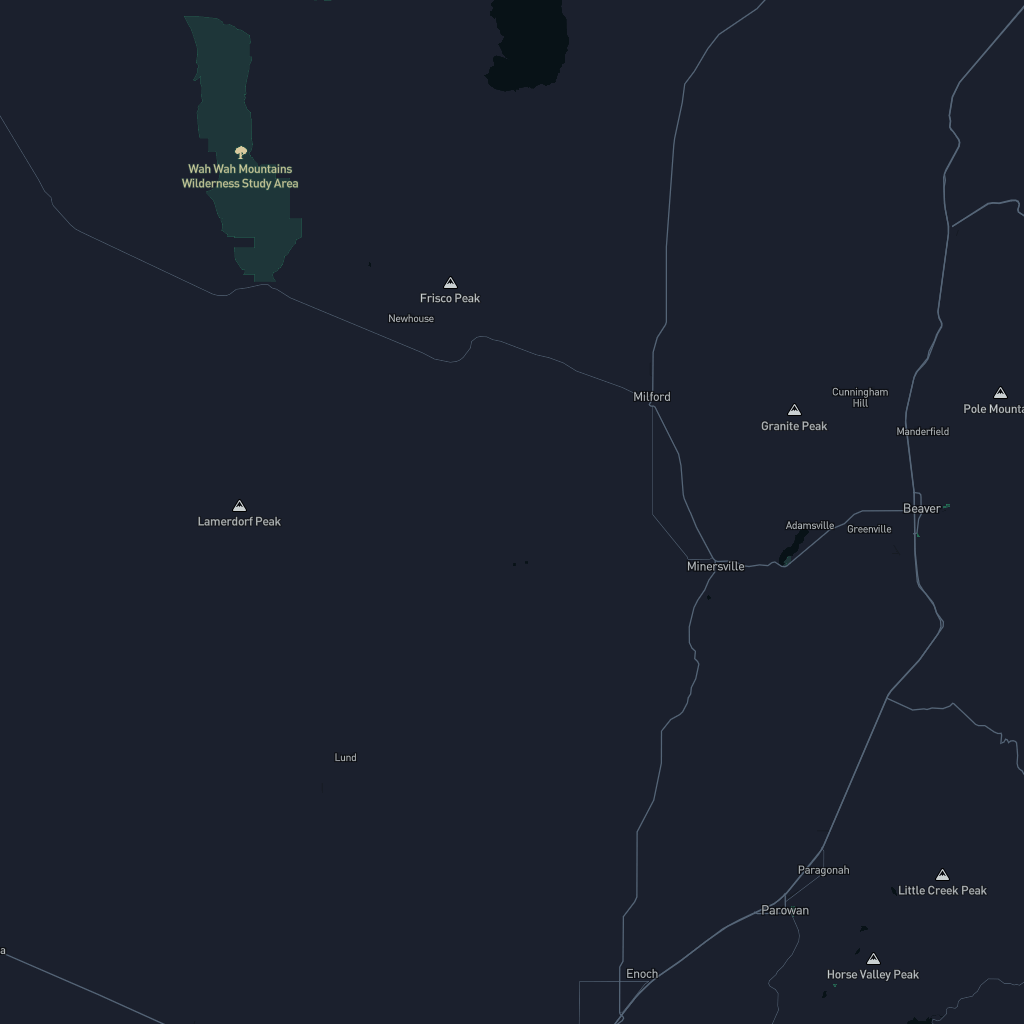 Wah Wah Mountains
Wilderness Study Area
Frisco Peak
Newhouse
Milford
Cunningham
Hill
Pole Mounta
Granite Peak
Manderfield
Lamerdorf Peak
Beaver
Adamsville
Greenville
Minersville
Lund
Paragonah
Little Creek Peak
Parowan
a
Enoch
Horse Valley Peak